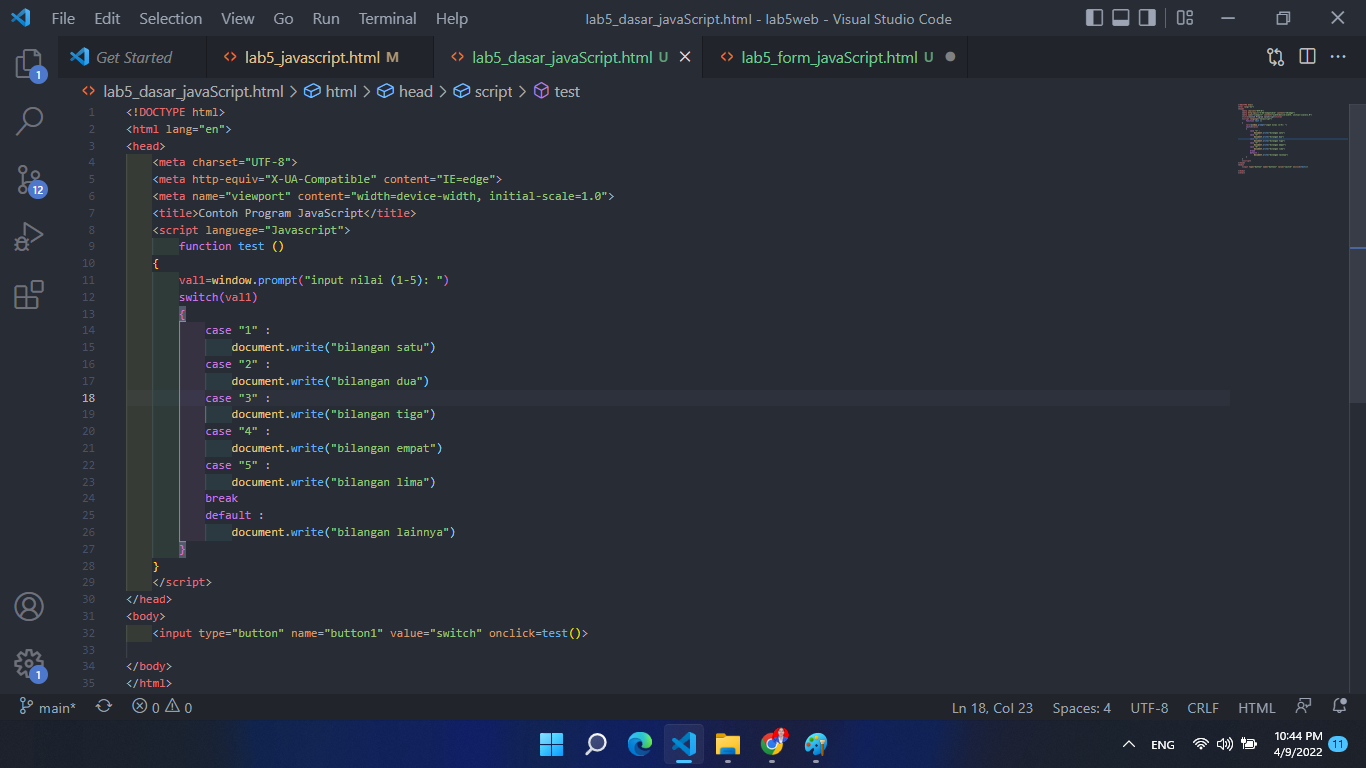 File Edit Selection View Go Run Terminal Help lab5_dasar_javaScript.html - lab5web - Visual Studio Code
Get Started <> lab5_javascript.html M <> lab5_dasar_javaScript.html U <> lab5_form_javaScript.html U
<> lab5_dasar_javaScript.html > html > head > script > test
1 <!DOCTYPE html>
2 <html lang="en">
3 <head>
4 <meta charset="UTF-8">
5 <meta http-equiv="X-UA-Compatible" content="IE=edge">
6 <meta name="viewport" content="width=device-width, initial-scale=1.0">
7 <title>Contoh Program JavaScript</title>
8 <script languege="Javascript">
9 function test ()
10 {
11 val1=window.prompt("input nilai (1-5): ")
12 switch(val1)
13 {
14 case "1" :
15 document.write("bilangan satu")
16 case "2" :
17 document.write("bilangan dua")
18 case "3" :
19 document.write("bilangan tiga")
20 case "4" :
21 document.write("bilangan empat")
22 case "5" :
23 document.write("bilangan lima")
24 break
25 default :
26 document.write("bilangan lainnya")
27 }
28 }
29 </script>
30 </head>
31 <body>
32 <input type="button" name="button1" value="switch" onclick=test()>
33
34 </body>
35 </html>
1
12
1
main* 0 0 Ln 18, Col 23 Spaces: 4 UTF-8 CRLF HTML
ENG 10:44 PM
4/9/2022 11